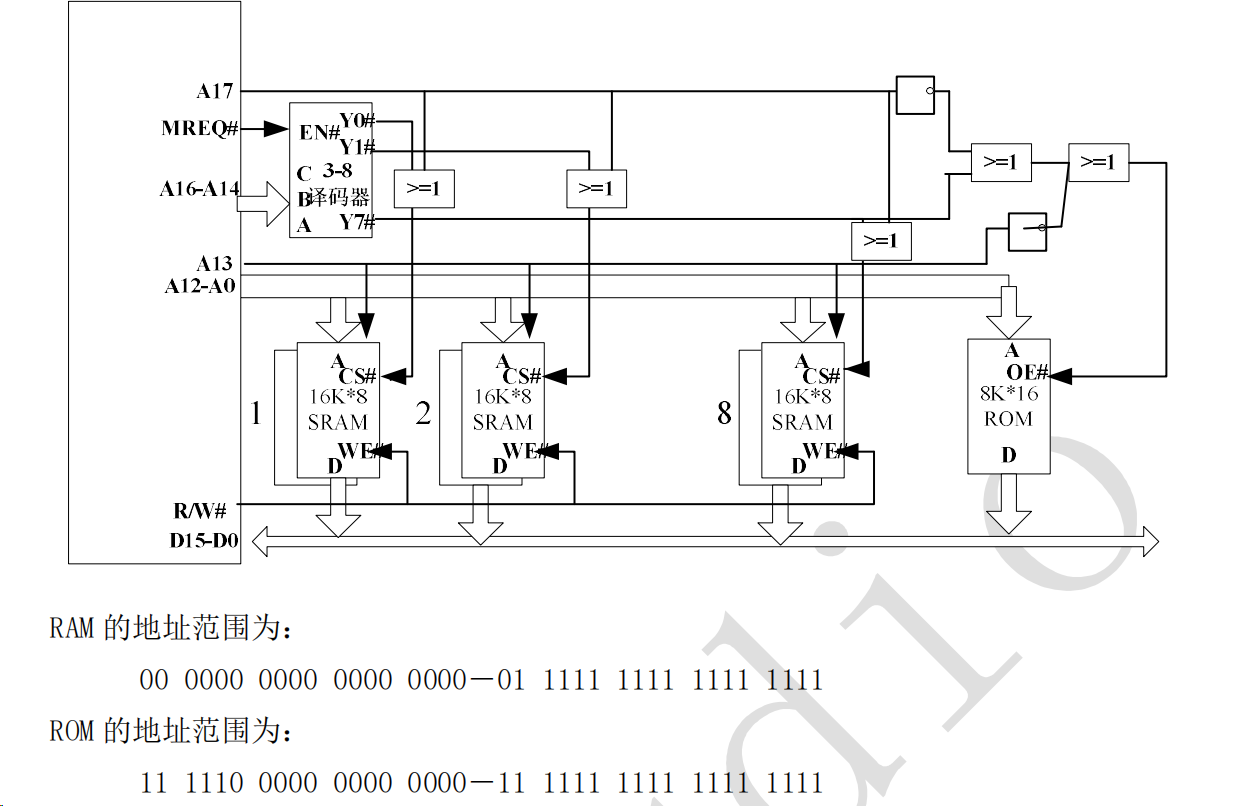 A17
MREQ#
EN#
Y0#
Y1#
C 3-8
A16-A14
B译码器
A
Y7#
>=1
>=1
>=1
>=1
>=1
A13
A12-A0
A
CS#
1
16K*8
SRAM
WE#
D
A
CS#
2
16K*8
SRAM
WE#
D
A
CS#
8
16K*8
SRAM
WE#
D
A
OE#
8K*16
ROM
D
R/W#
D15-D0
RAM 的地址范围为：
00 0000 0000 0000 0000－01 1111 1111 1111 1111
ROM 的地址范围为：
11 1110 0000 0000 0000－11 1111 1111 1111 1111
dio